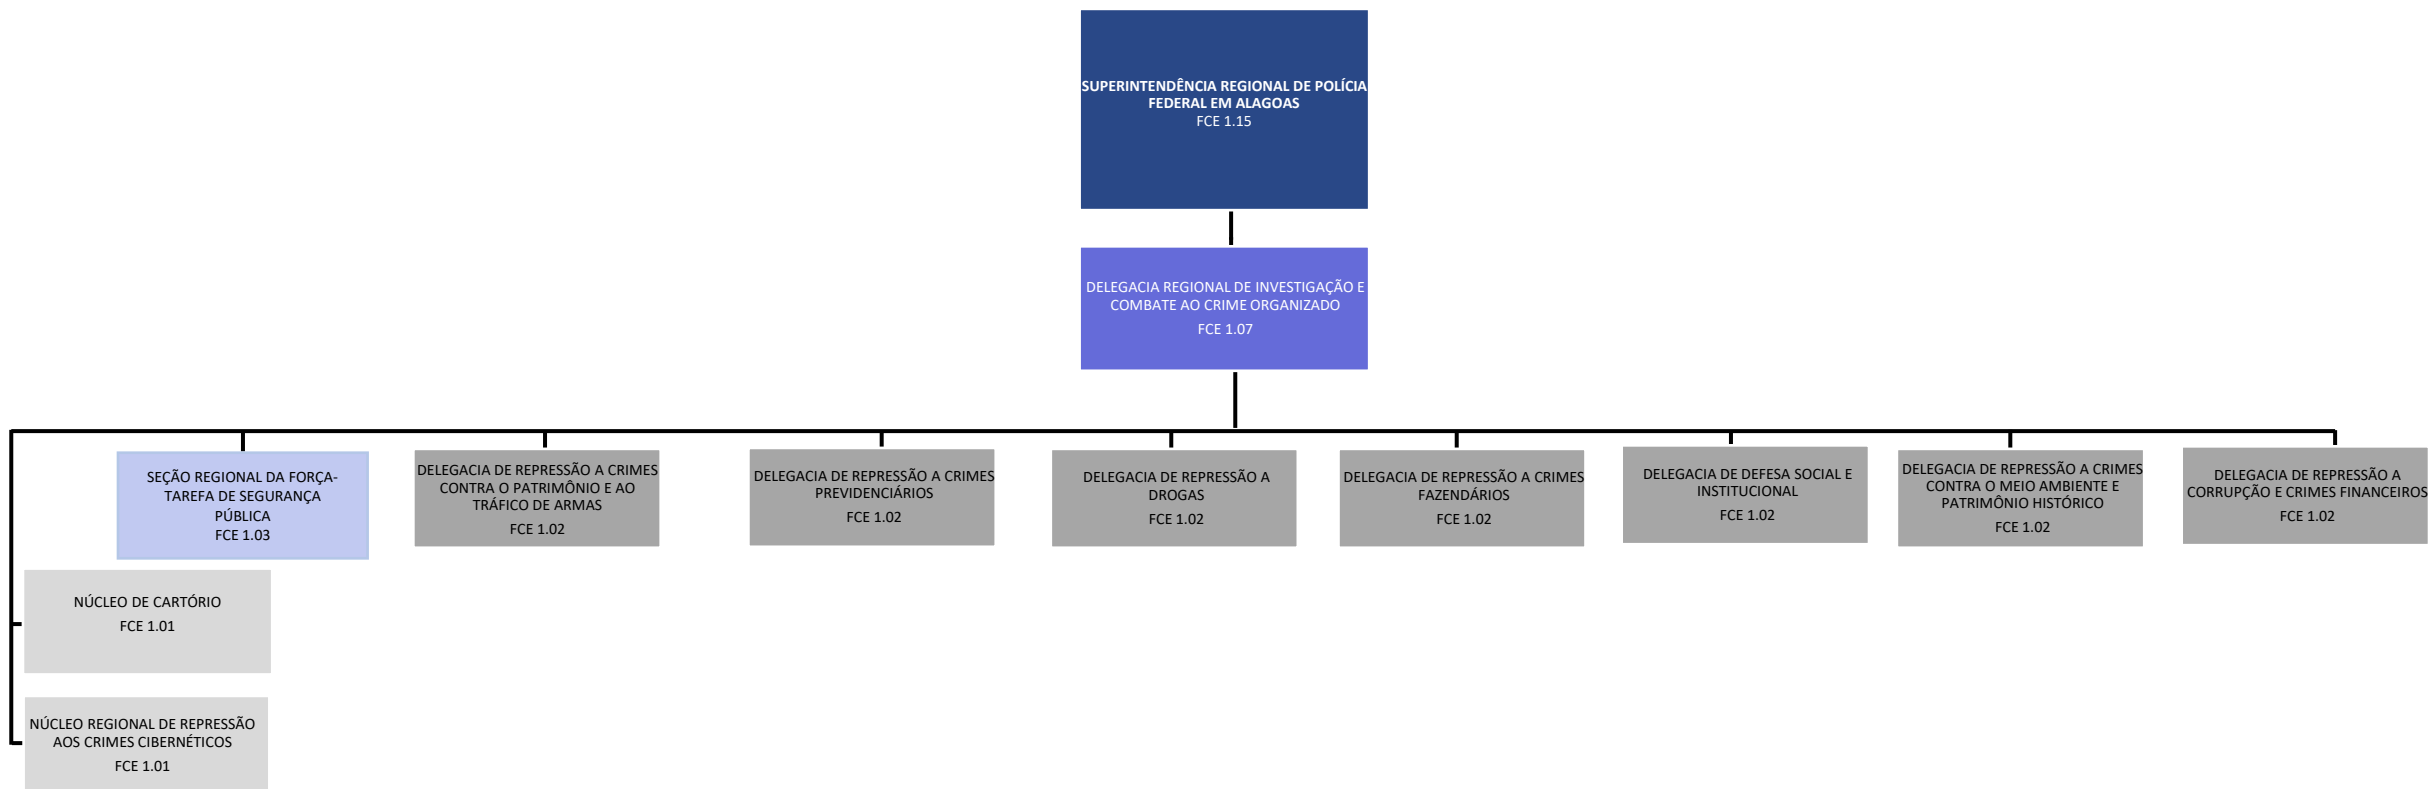 SUPERINTENDÊNCIA REGIONAL DE POLÍCIA
FEDERAL EM ALAGOAS
FCE 1.15
DELEGACIA REGIONAL DE INVESTIGAÇÃO E
COMBATE AO CRIME ORGANIZADO
FCE 1.07
SEÇÃO REGIONAL DA FORÇA-
TAREFA DE SEGURANÇA
PÚBLICA
FCE 1.03
DELEGACIA DE REPRESSÃO A CRIMES
CONTRA O PATRIMÔNIO E AO
TRÁFICO DE ARMAS
FCE 1.02
DELEGACIA DE REPRESSÃO A CRIMES
PREVIDENCIÁRIOS
FCE 1.02
DELEGACIA DE REPRESSÃO A
DROGAS
FCE 1.02
DELEGACIA DE REPRESSÃO A CRIMES
FAZENDÁRIOS
FCE 1.02
DELEGACIA DE DEFESA SOCIAL E
INSTITUCIONAL
FCE 1.02
DELEGACIA DE REPRESSÃO A CRIMES
CONTRA O MEIO AMBIENTE E
PATRIMÔNIO HISTÓRICO
FCE 1.02
DELEGACIA DE REPRESSÃO A
CORRUPÇÃO E CRIMES FINANCEIROS
FCE 1.02
NÚCLEO DE CARTÓRIO
FCE 1.01
NÚCLEO REGIONAL DE REPRESSÃO
AOS CRIMES CIBERNÉTICOS
FCE 1.01